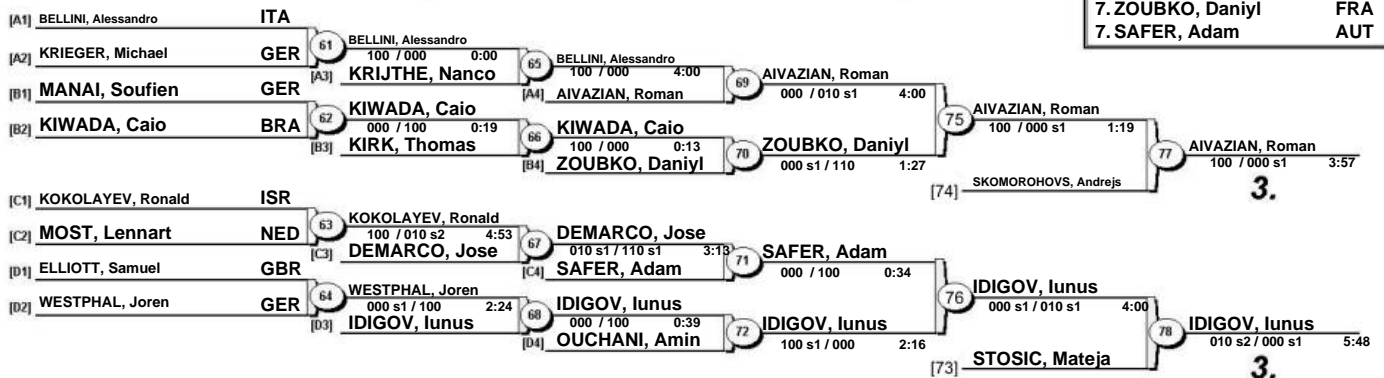 7. ZOUBKO, Daniyl FRA
7. SAFER, Adam AUT
[A1] BELLINI, Alessandro ITA
[A2] KRIEGER, Michael GER
61
BELLINI, Alessandro
100 / 000 0:00
[A3] KRIJTHE, Nanco
65
BELLINI, Alessandro
100 / 000 4:00
[A4] AIVAZIAN, Roman
69
AIVAZIAN, Roman
000 / 010 s1 4:00
[B1] MANAI, Soufien GER
[B2] KIWADA, Caio BRA
62
KIWADA, Caio
000 / 100 0:19
[B3] KIRK, Thomas
66
KIWADA, Caio
100 / 000 0:13
[B4] ZOUBKO, Daniyl
70
ZOUBKO, Daniyl
000 s1 / 110 1:27
75
AIVAZIAN, Roman
100 / 000 s1 1:19
[74] SKOMOROHOVS, Andrejs
77
AIVAZIAN, Roman
100 / 000 s1 3:57
3.
[C1] KOKOLAYEV, Ronald ISR
[C2] MOST, Lennart NED
63
KOKOLAYEV, Ronald
100 / 010 s2 4:53
[C3] DEMARCO, Jose
67
DEMARCO, Jose
010 s1 / 110 s1 3:13
[C4] SAFER, Adam
71
SAFER, Adam
000 / 100 0:34
[D1] ELLIOTT, Samuel GBR
[D2] WESTPHAL, Joren GER
64
WESTPHAL, Joren
000 s1 / 100 2:24
[D3] IDIGOV, Iunus
68
IDIGOV, Iunus
000 / 100 0:39
[D4] OUCHANI, Amin
72
IDIGOV, Iunus
100 s1 / 000 2:16
76
IDIGOV, Iunus
000 s1 / 010 s1 4:00
[73] STOSIC, Mateja
78
IDIGOV, Iunus
010 s2 / 000 s1 5:48
3.